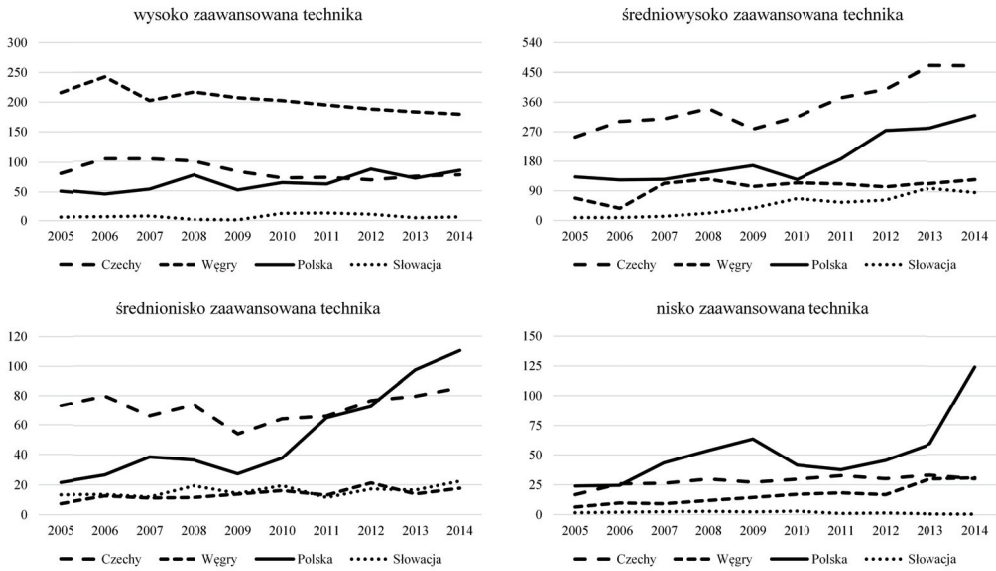 wysoko zaawansowana technika
300
250
200
150
100
50
0
2005 2006 2007 2008 2009 2010 2011 2012 2013 2014
Czechy Węgry Polska Słowacja
średniowysoko zaawansowana technika
540
450
360
270
180
90
0
2005 2006 2007 2008 2009 2010 2011 2012 2013 2014
Czechy Węgry Polska Słowacja
średnionisko zaawansowana technika
120
100
80
60
40
20
0
2005 2006 2007 2008 2009 2010 2011 2012 2013 2014
Czechy Węgry Polska Słowacja
nisko zaawansowana technika
150
125
100
75
50
25
0
2005 2006 2007 2008 2009 2010 2011 2012 2013 2014
Czechy Węgry Polska Słowacja